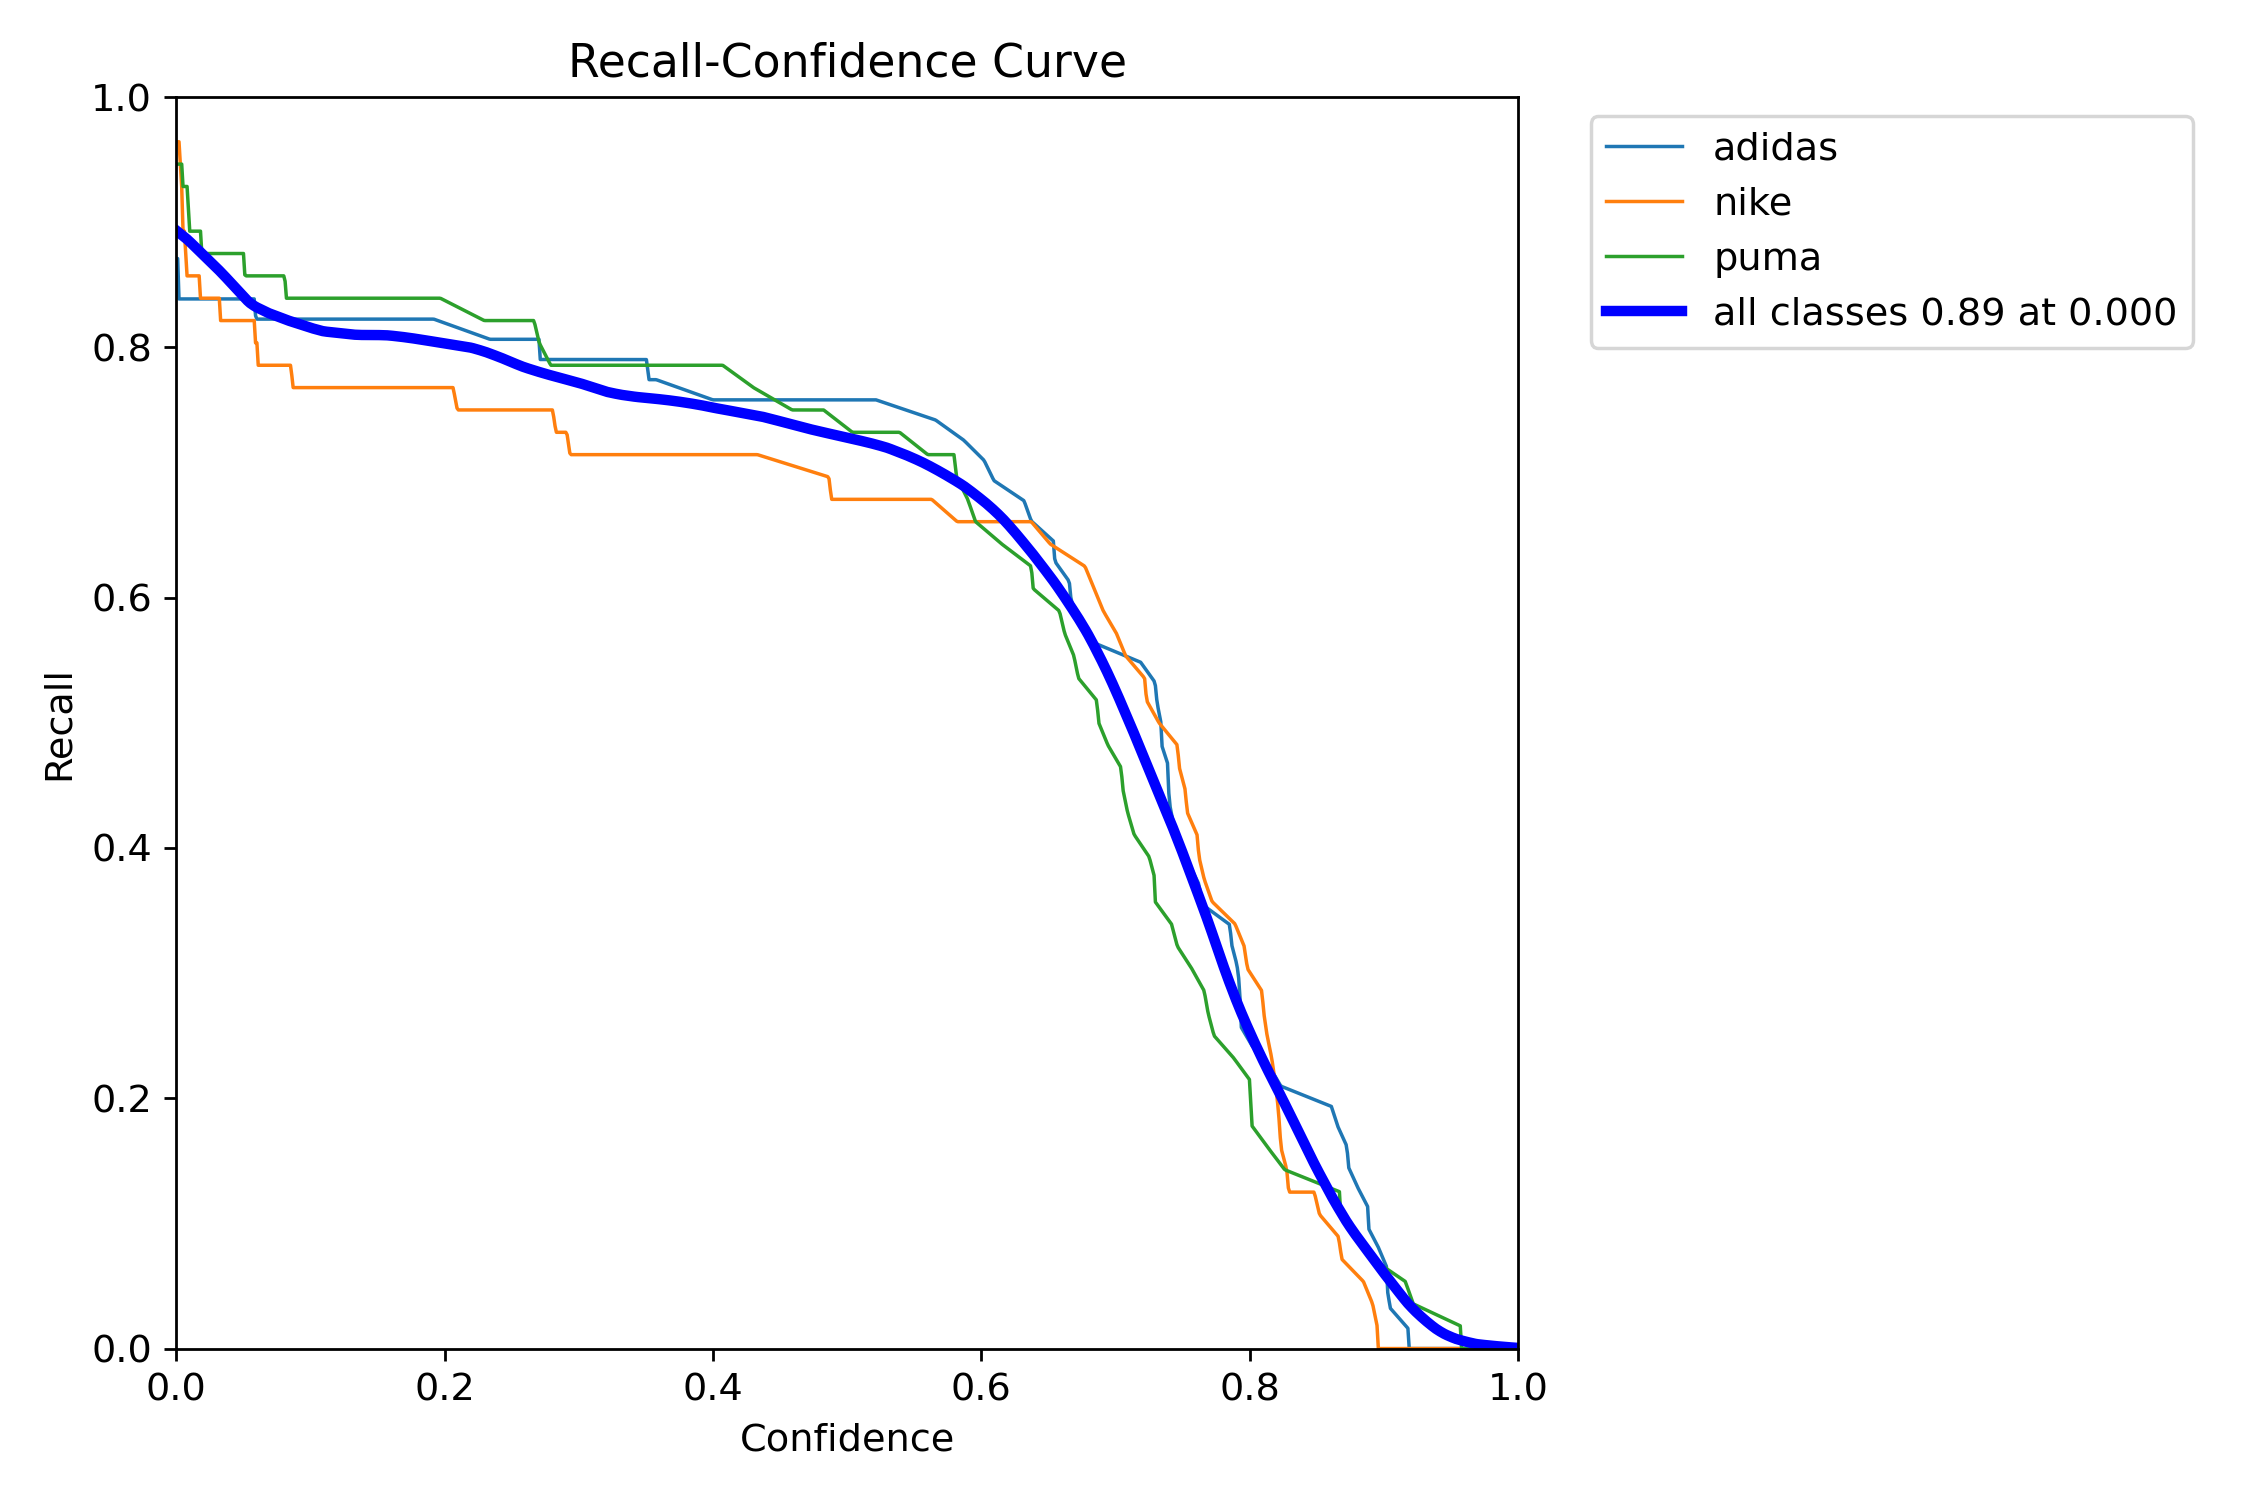 Recall-Confidence Curve
1.0
0.8
0.6
0.4
0.2
0.0
Recall
0.0 0.2 0.4 0.6 0.8 1.0
Confidence
adidas
nike
puma
all classes 0.89 at 0.000